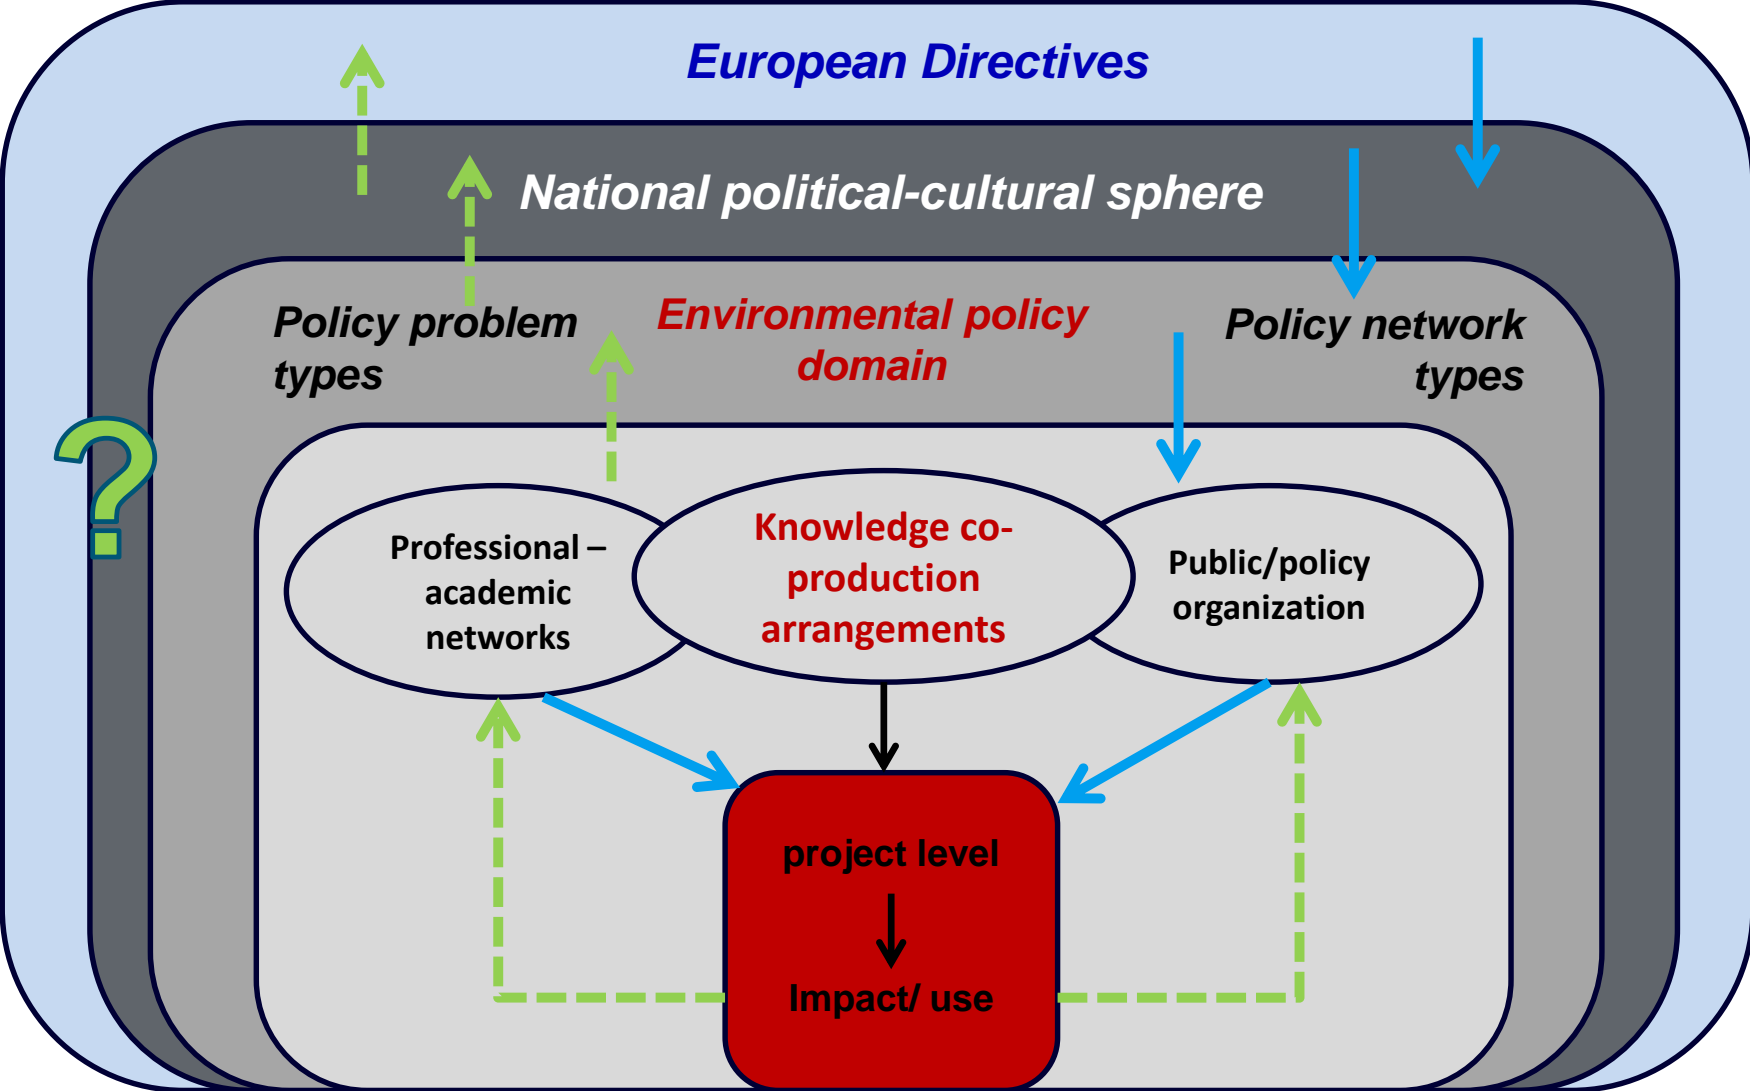 European Directives
National political-cultural sphere
Policy problem
types
Environmental policy
domain
Policy network
types
?
Professional –
academic
networks
Knowledge co-
production
arrangements
Public/policy
organization
project level
Impact/ use